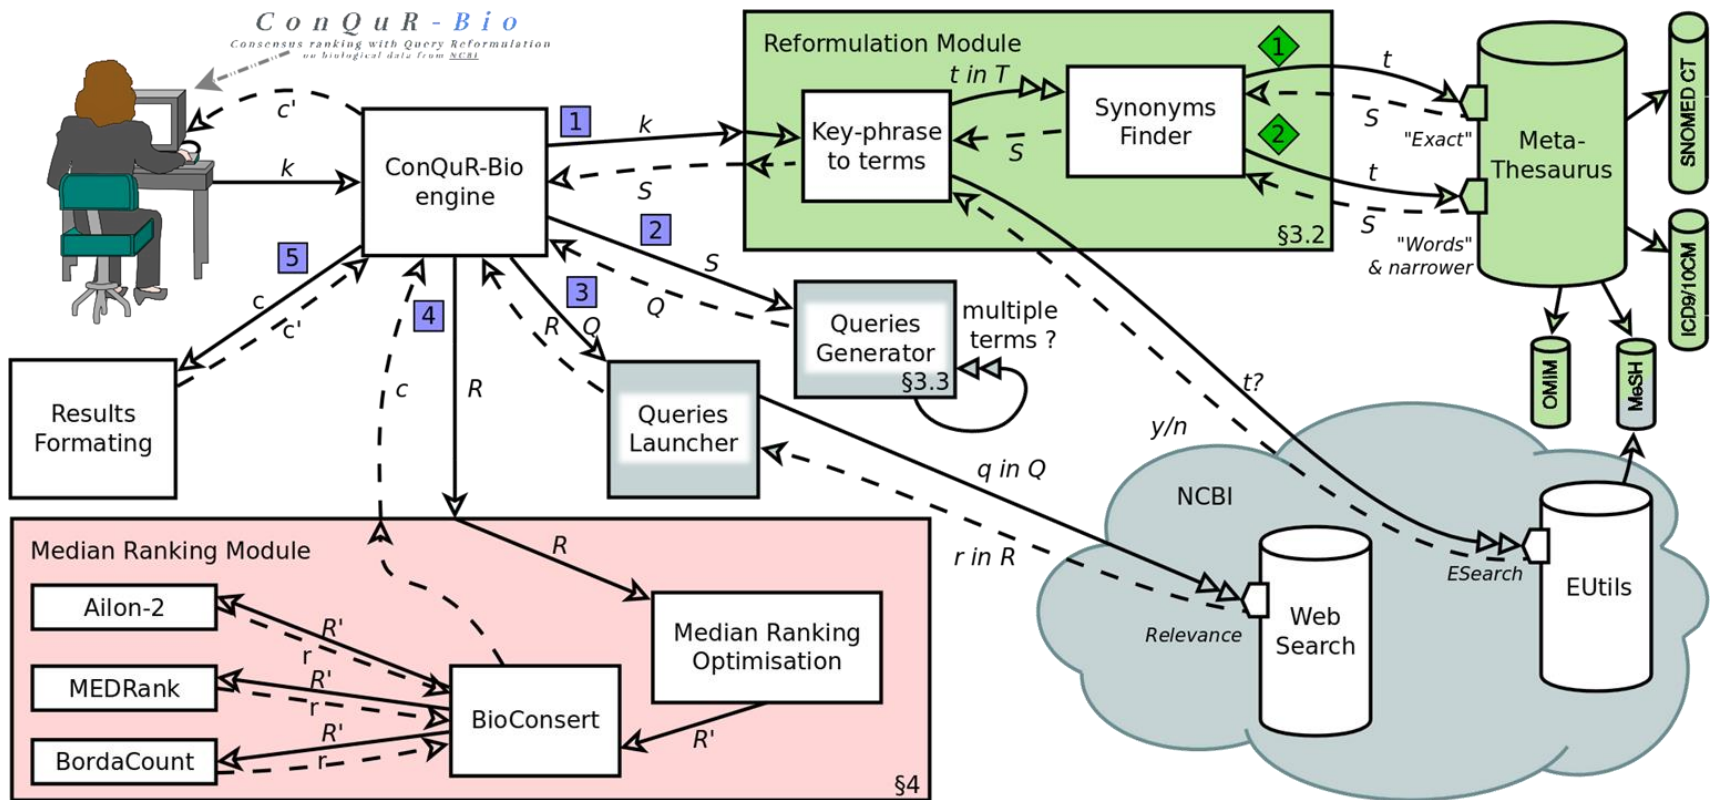 ConQuR-Bio
Consensus ranking with Query Reformulation
on biological data from NCBI
c'
k
ConQuR-Bio
engine
1
k
S
Reformulation Module
t in T
Key-phrase
to terms
S
Synonyms
Finder
1
2
§3.2
t
S
"Exact"
t
S
"Words"
& narrower
Meta-
Thesaurus
SNOMED CT
ICD9/10CM
OMIM
MeSH
5
c
c'
4
c
R
2
S
Q
3
R
Q
Queries
Generator
§3.3
multiple
terms ?
Results
Formating
Queries
Launcher
t?
y/n
q in Q
r in R
NCBI
ESearch
EUtils
Relevance
Web
Search
Median Ranking Module
R
Ailon-2
R'
r
MEDRank
R'
r
BordaCount
R'
r
BioConsert
Median Ranking
Optimisation
R'
§4